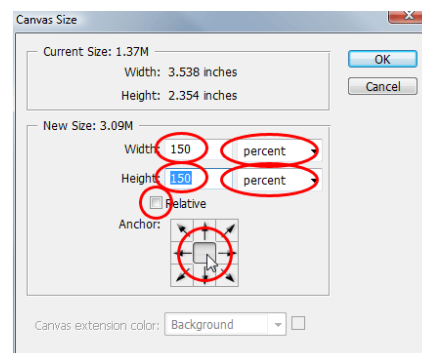 Canvas Size
Current Size: 1.37M
OK
Width: 3.538 inches
Cancel
Height: 2.354 inches
New Size: 3.09M
Width: 150 percent
Height: 150 percent
Relative
Anchor:
Canvas extension color: Background